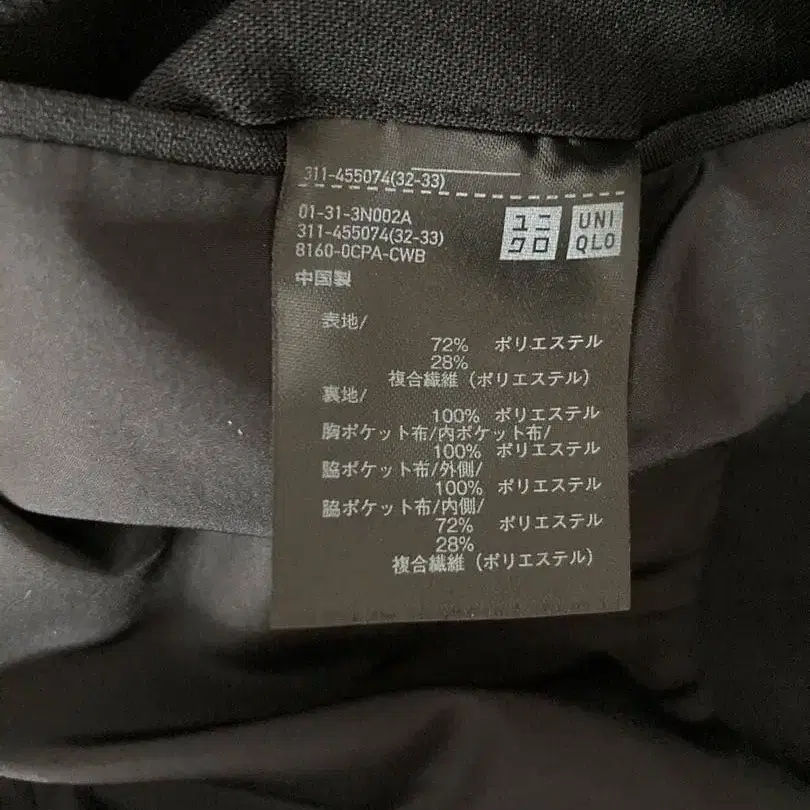 311-455074(32-33)
01-31-3N002A
311-455074(32-33)
8160-0CPA-CWB
中国製
ユニ
クロ
UNI
QLO
表地/
72% ポリエステル
28%
複合繊維 (ポリエステル)
裏地/
100% ポリエステル
胸ポケット布/内ポケット布/
100% ポリエステル
脇ポケット布/外側/
100% ポリエステル
脇ポケット布/内側/
72% ポリエステル
28%
複合繊維 (ポリエステル)